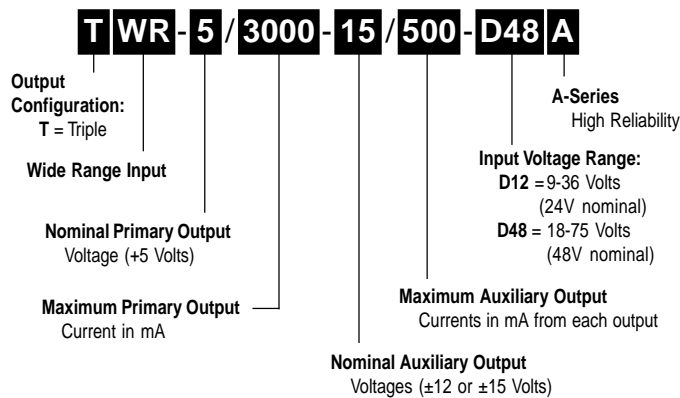 T WR - 5 / 3000 - 15 / 500 - D48 A
Output
Configuration:
T = Triple
Wide Range Input
Nominal Primary Output
Voltage (+5 Volts)
Maximum Primary Output
Current in mA
A-Series
High Reliability
Input Voltage Range:
D12 = 9-36 Volts
(24V nominal)
D48 = 18-75 Volts
(48V nominal)
Maximum Auxiliary Output
Currents in mA from each output
Nominal Auxiliary Output
Voltages (±12 or ±15 Volts)